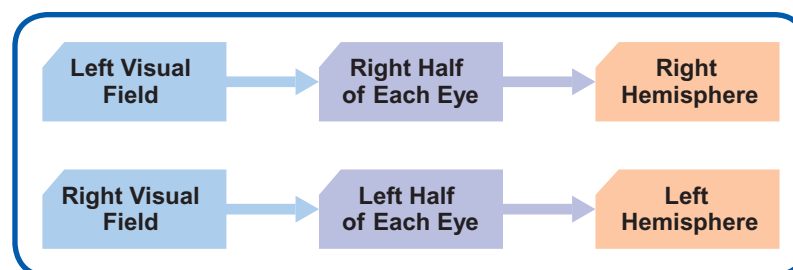 Left Visual
Field
Right Half
of Each Eye
Right
Hemisphere
Right Visual
Field
Left Half
of Each Eye
Left
Hemisphere